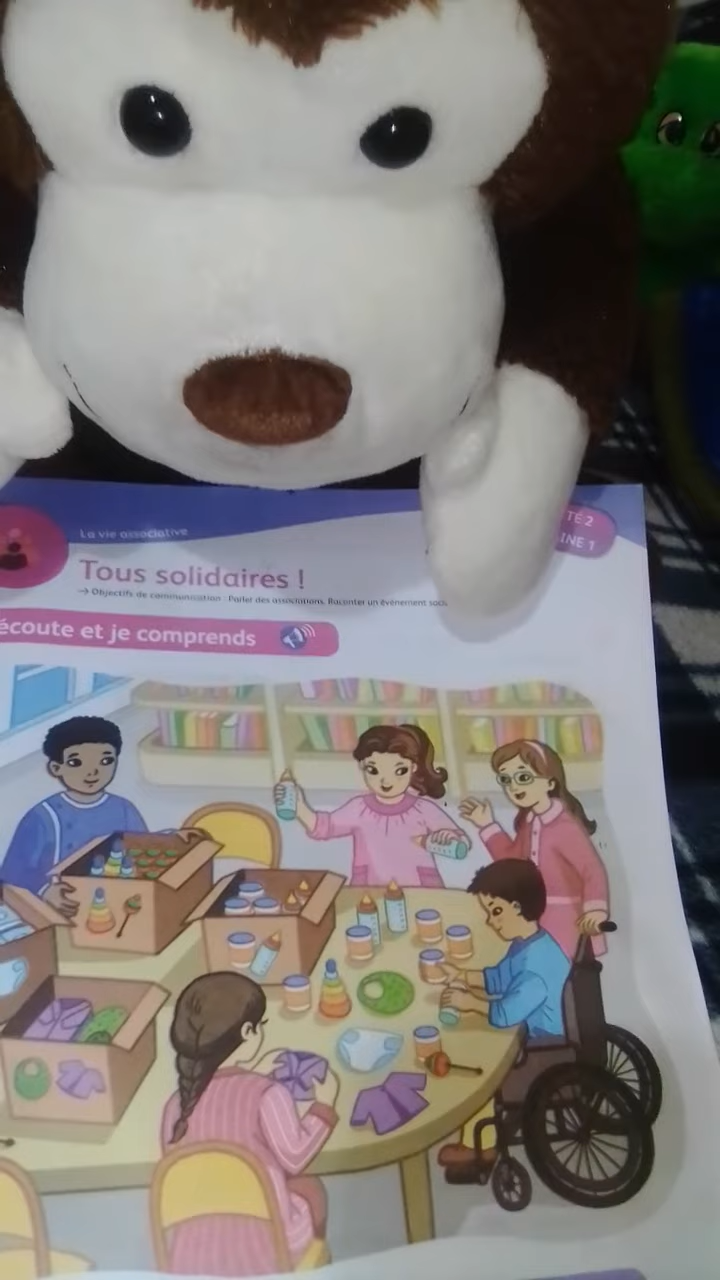 La vie associative
TÉ 2
INE 1
Tous solidaires !
→ Objectifs de communication : Parler des associations. Raconter un événement soci
écoute et je comprends